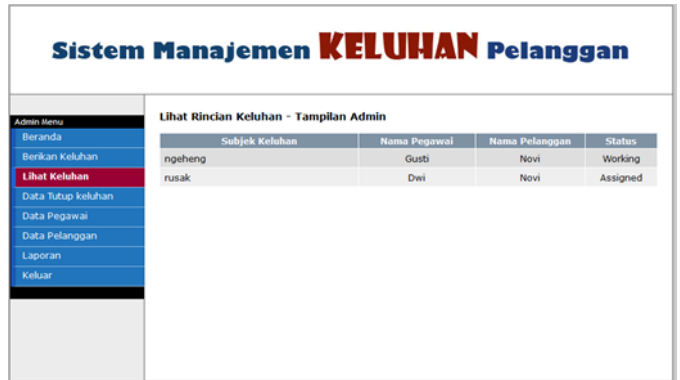 Sistem Manajemen KELUHAN Pelanggan
Admin Menu
Beranda
Berikan Keluhan
Lihat Keluhan
Data Tutup keluhan
Data Pegawai
Data Pelanggan
Laporan
Keluar
Lihat Rincian Keluhan - Tampilan Admin
Subjek Keluhan Nama Pegawai Nama Pelanggan Status
ngeheng Gusti Novi Working
rusak Dwi Novi Assigned